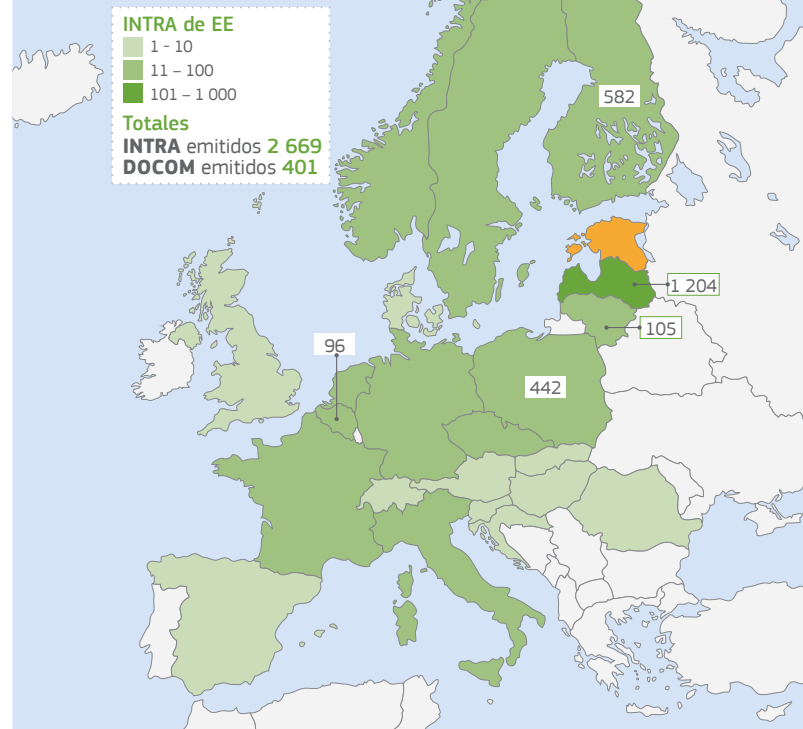 INTRA de EE
1 - 10
11 – 100
101 – 1 000
Totales
INTRA emitidos 2 669
DOCOM emitidos 401
582
1 204
105
96
442